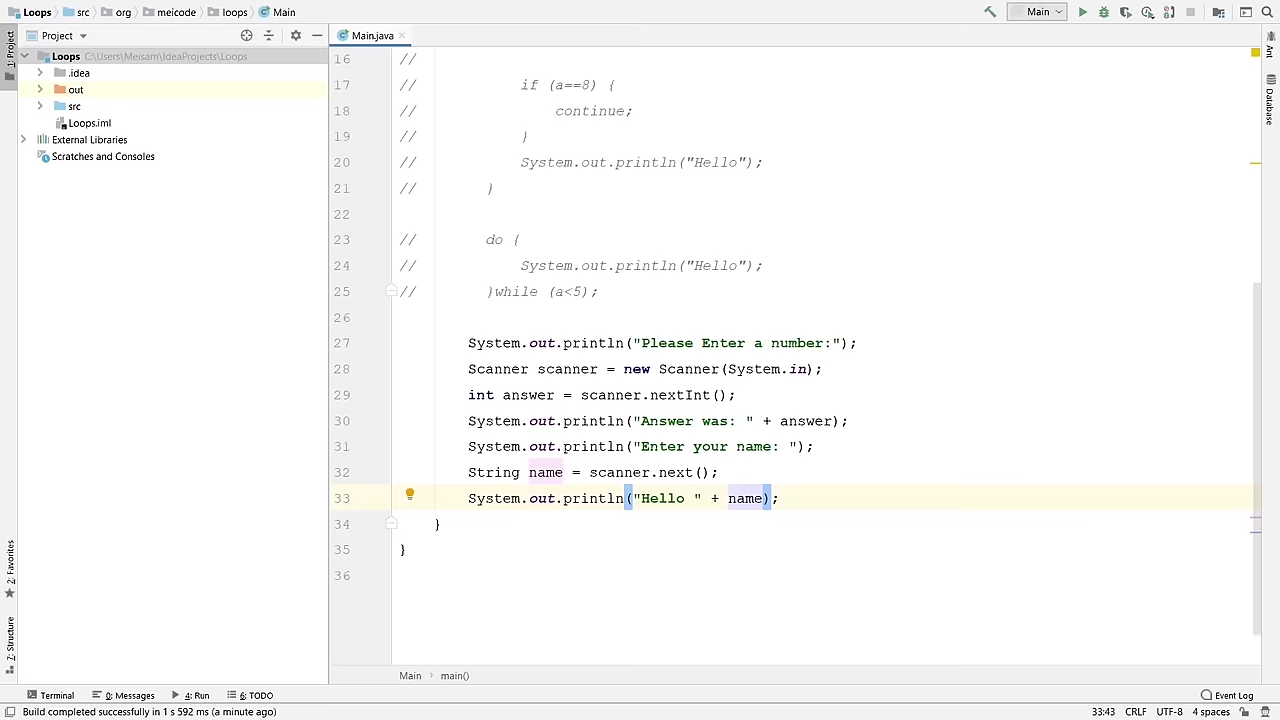 Loops src org meicode loops Main Main
1: Project
Project Main.java
Loops C:\Users\Meisam\IdeaProjects\Loops
.idea
out
src
Loops.iml
External Libraries
Scratches and Consoles
16 //
17 // if (a==8) {
18 // continue;
19 // }
20 // System.out.println("Hello");
21 // }
22
23 // do {
24 // System.out.println("Hello");
25 // }while (a<5);
26
27 System.out.println("Please Enter a number:");
28 Scanner scanner = new Scanner(System.in);
29 int answer = scanner.nextInt();
30 System.out.println("Answer was: " + answer);
31 System.out.println("Enter your name: ");
32 String name = scanner.next();
33 System.out.println("Hello " + name);
34 }
35 }
36
Ant
Database
2: Favorites
7: Structure
Main main()
Terminal 0: Messages 4: Run 6: TODO Event Log
Build completed successfully in 1 s 592 ms (a minute ago) 33:43 CRLF UTF-8 4 spaces